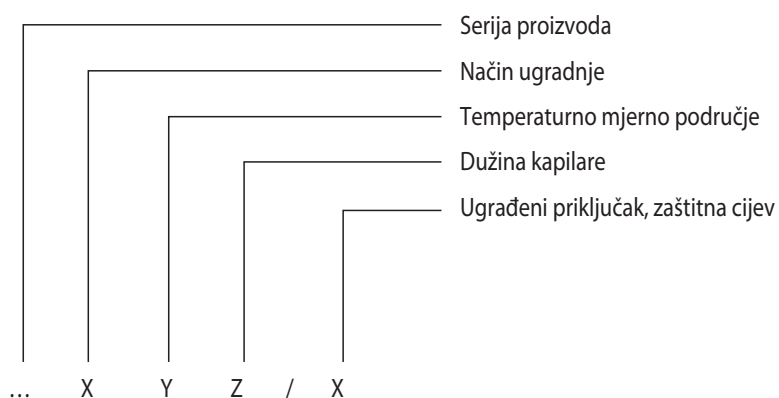 Serija proizvoda
Način ugradnje
Temperaturno mjerno područje
Dužina kapilare
Ugrađeni priključak, zaštitna cijev
… X Y Z / X